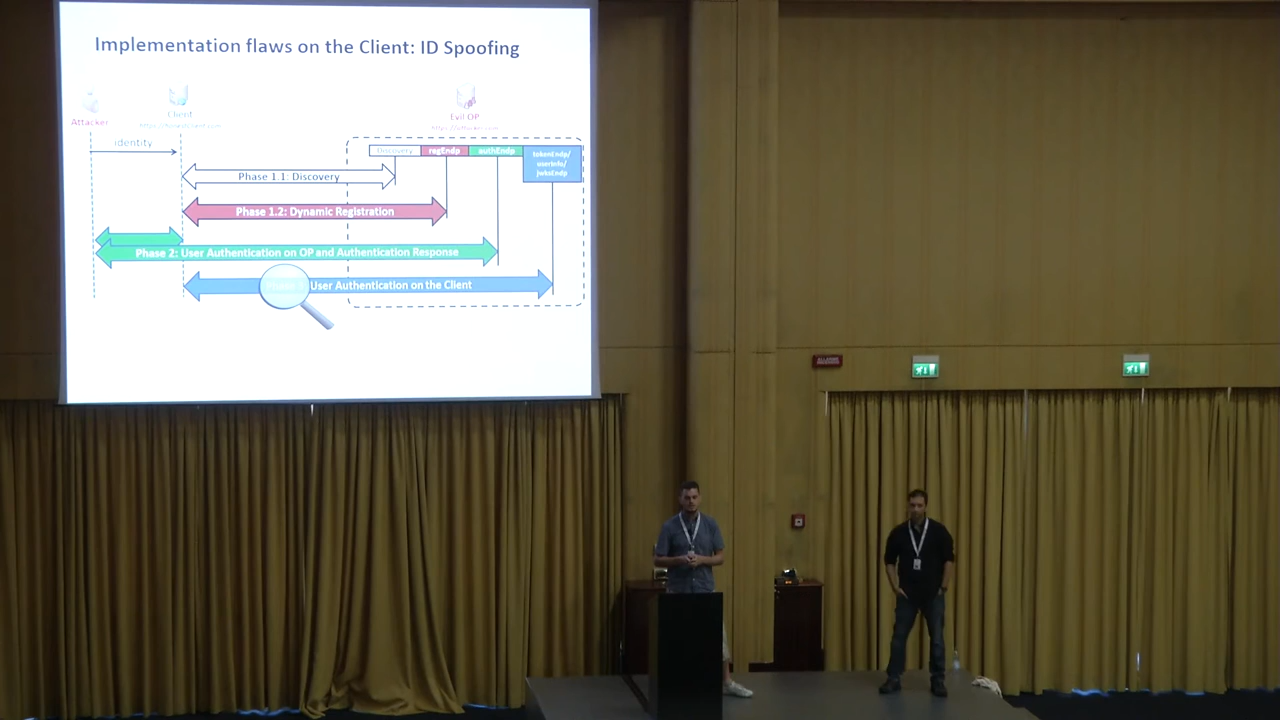 Implementation flaws on the Client: ID Spoofing
Attacker
Client
Evil OP
identity
Discovery
regEndp
authEndp
tokenEndp/
userInfo/
jwksEndp
Phase 1.1: Discovery
Phase 1.2: Dynamic Registration
Phase 2: User Authentication on OP and Authentication Response
User Authentication on the Client